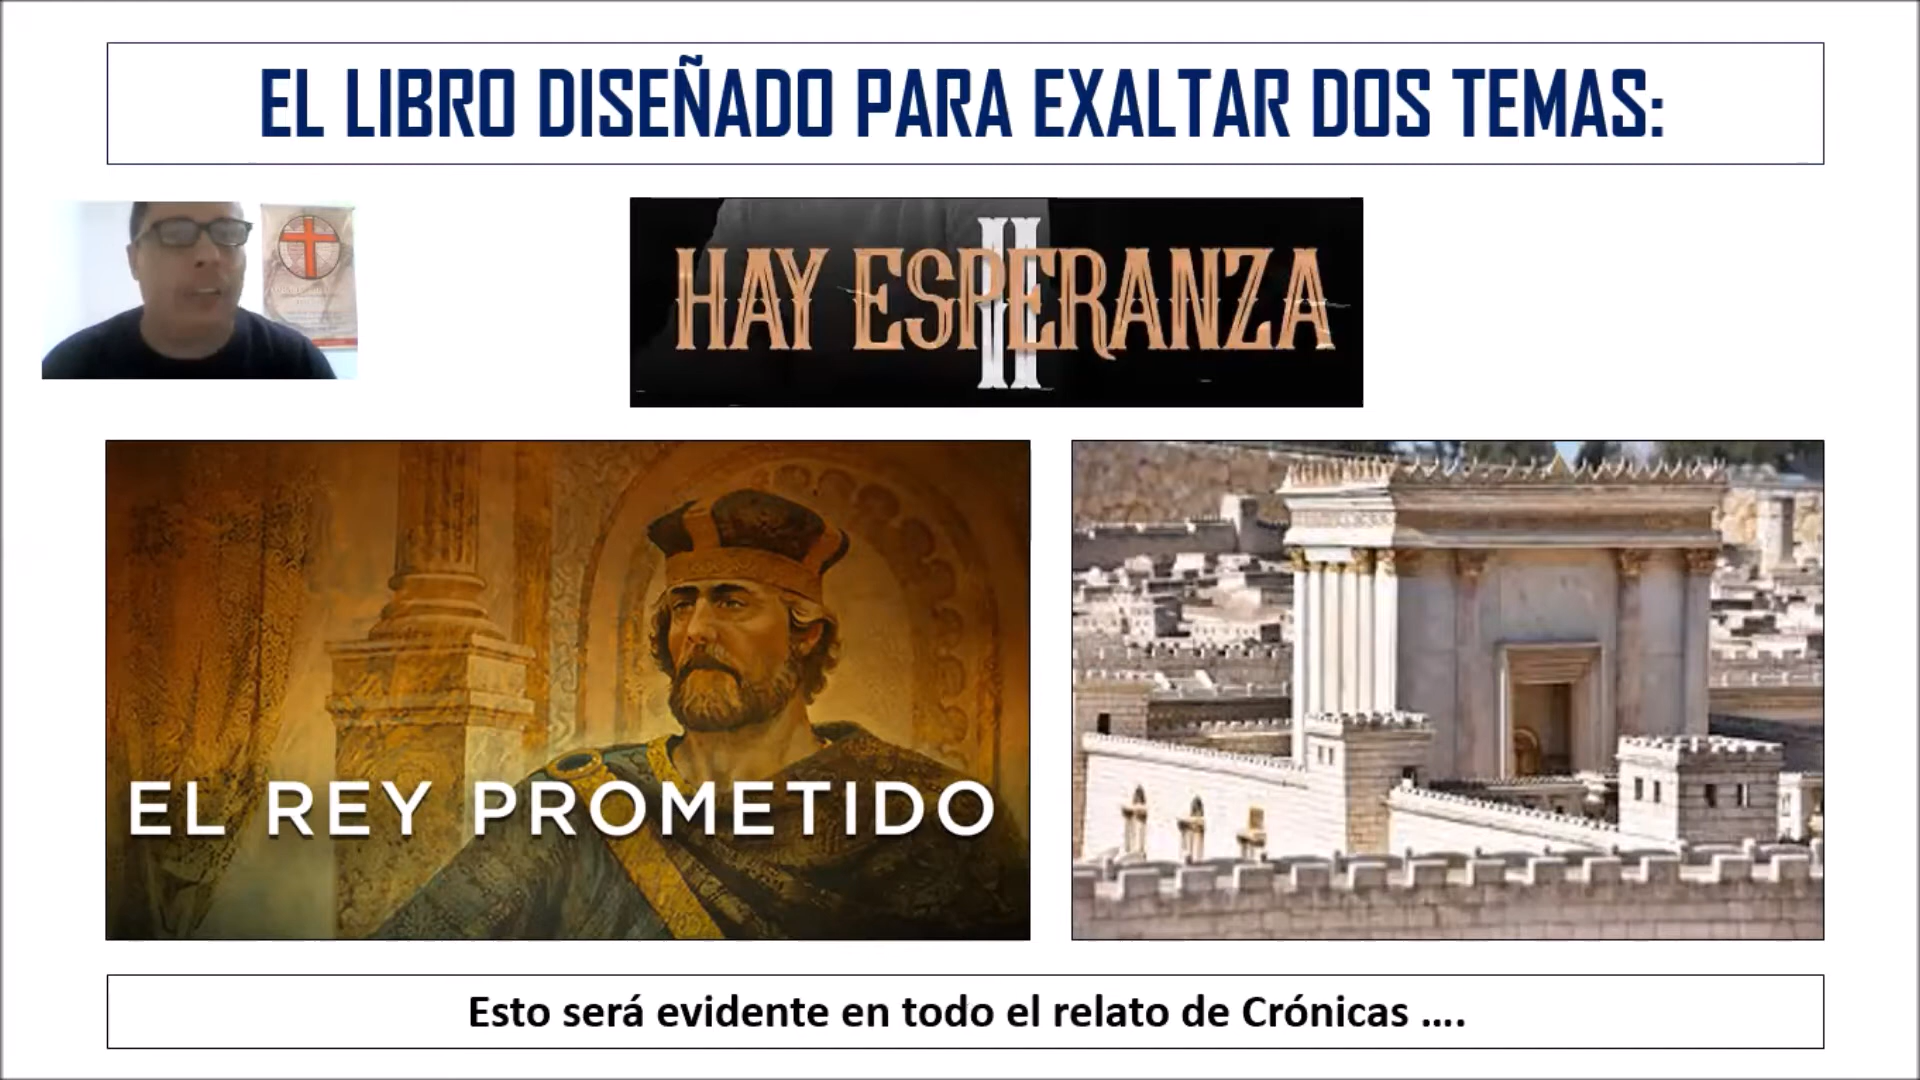 EL LIBRO DISEÑADO PARA EXALTAR DOS TEMAS:
II
HAY ESPERANZA
EL REY PROMETIDO
Esto será evidente en todo el relato de Crónicas ....